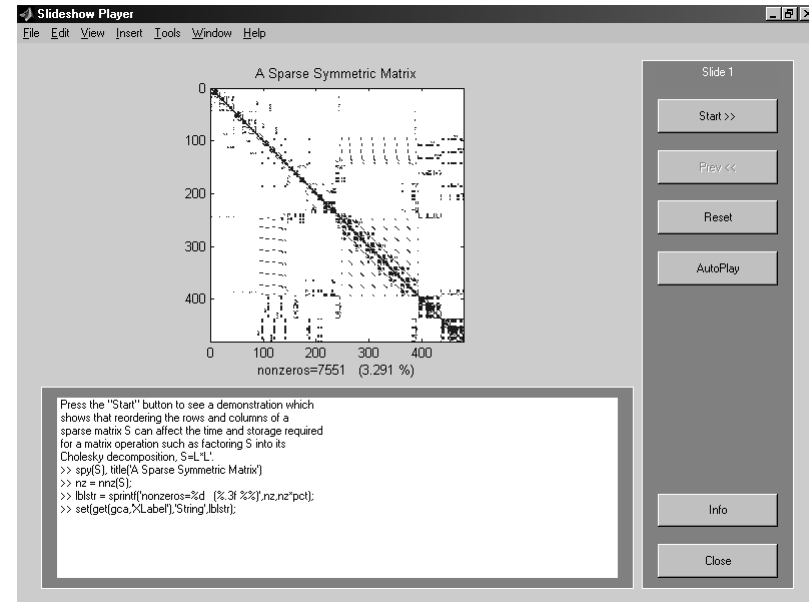 Slideshow Player
File Edit View Insert Tools Window Help
A Sparse Symmetric Matrix
0
100
200
300
400
0 100 200 300 400
nonzeros=7551 (3.291 %)
Press the "Start" button to see a demonstration which
shows that reordering the rows and columns of a
sparse matrix S can affect the time and storage required
for a matrix operation such as factoring S into its
Cholesky decomposition, S=L*L'.
>> spy(S), title('A Sparse Symmetric Matrix')
>> nz = nnz(S);
>> lblstr = sprintf('nonzeros=%d (%.3f %%)',nz,nz*pct);
>> set(get(gca,'XLabel'),'String',lblstr);
Slide 1
Start >>
Prev <<
Reset
AutoPlay
Info
Close